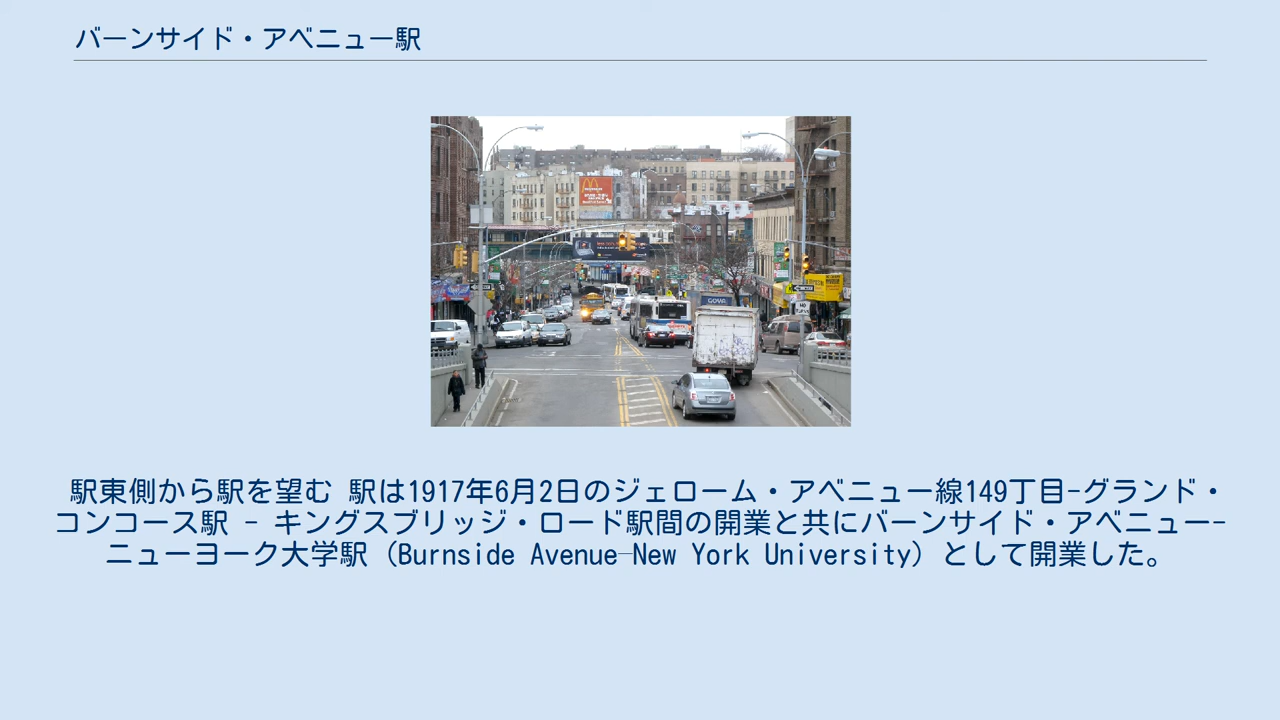 バーンサイド・アベニュー駅
GOYA
駅東側から駅を望む 駅は1917年6月2日のジェローム・アベニュー線149丁目-グランド・
コンコース駅 - キングスブリッジ・ロード駅間の開業と共にバーンサイド・アベニュー-
ニューヨーク大学駅（Burnside Avenue–New York University）として開業した。